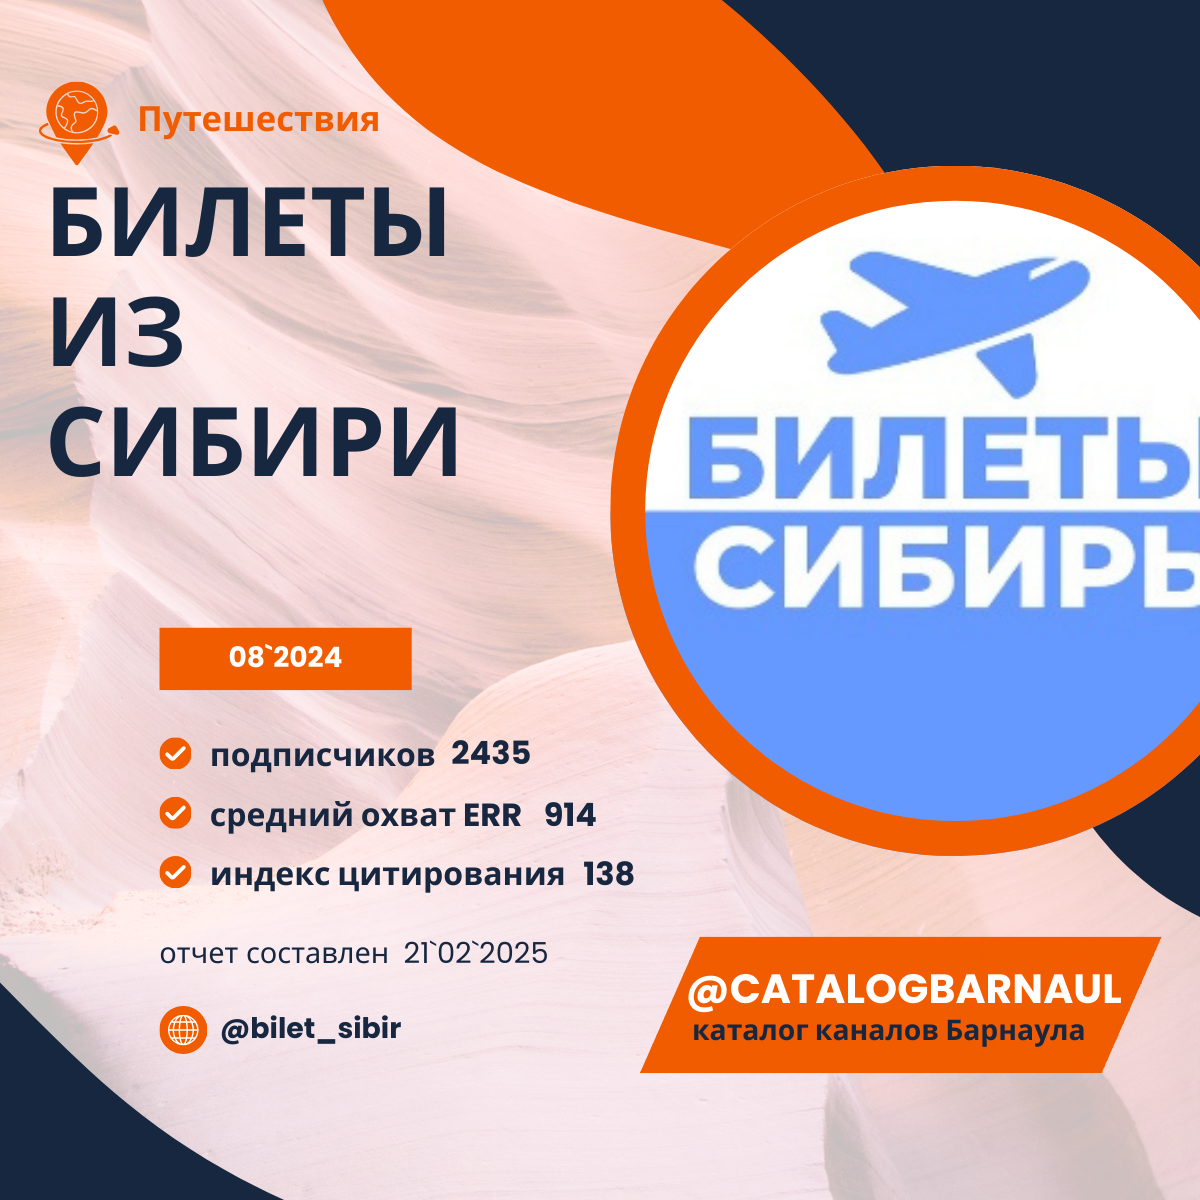 Путешествия
БИЛЕТЫ
ИЗ
СИБИРИ
БИЛЕТЫ
СИБИРЬ
08`2024
подписчиков 2435
средний охват ERR 914
индекс цитирования 138
отчет составлен 21`02`2025
@bilet_sibir
@CATALOGBARNAUL
каталог каналов Барнаула